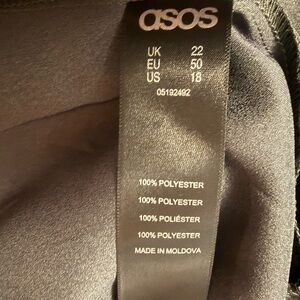 asos
UK 22
EU 50
US 18
05192492
100% POLYESTER
100% POLYESTER
100% POLIÉSTER
100% POLYESTER
MADE IN MOLDOVA